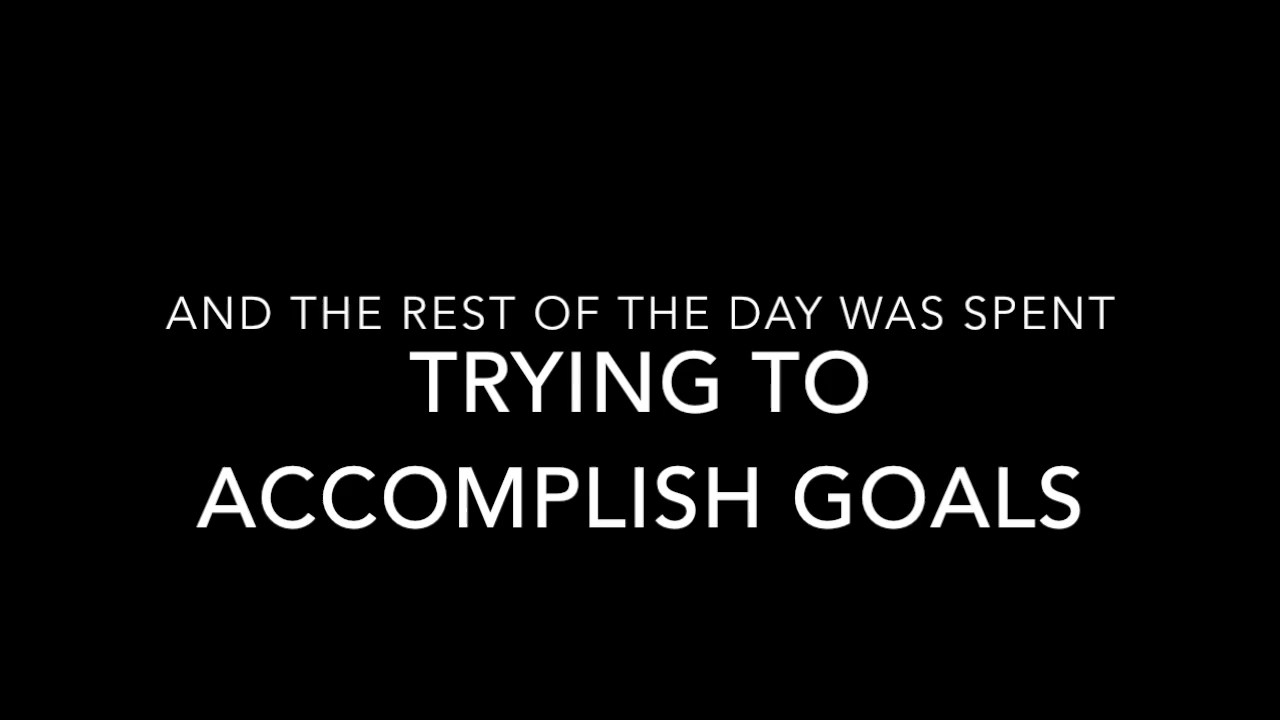 AND THE REST OF THE DAY WAS SPENT
TRYING TO
ACCOMPLISH GOALS